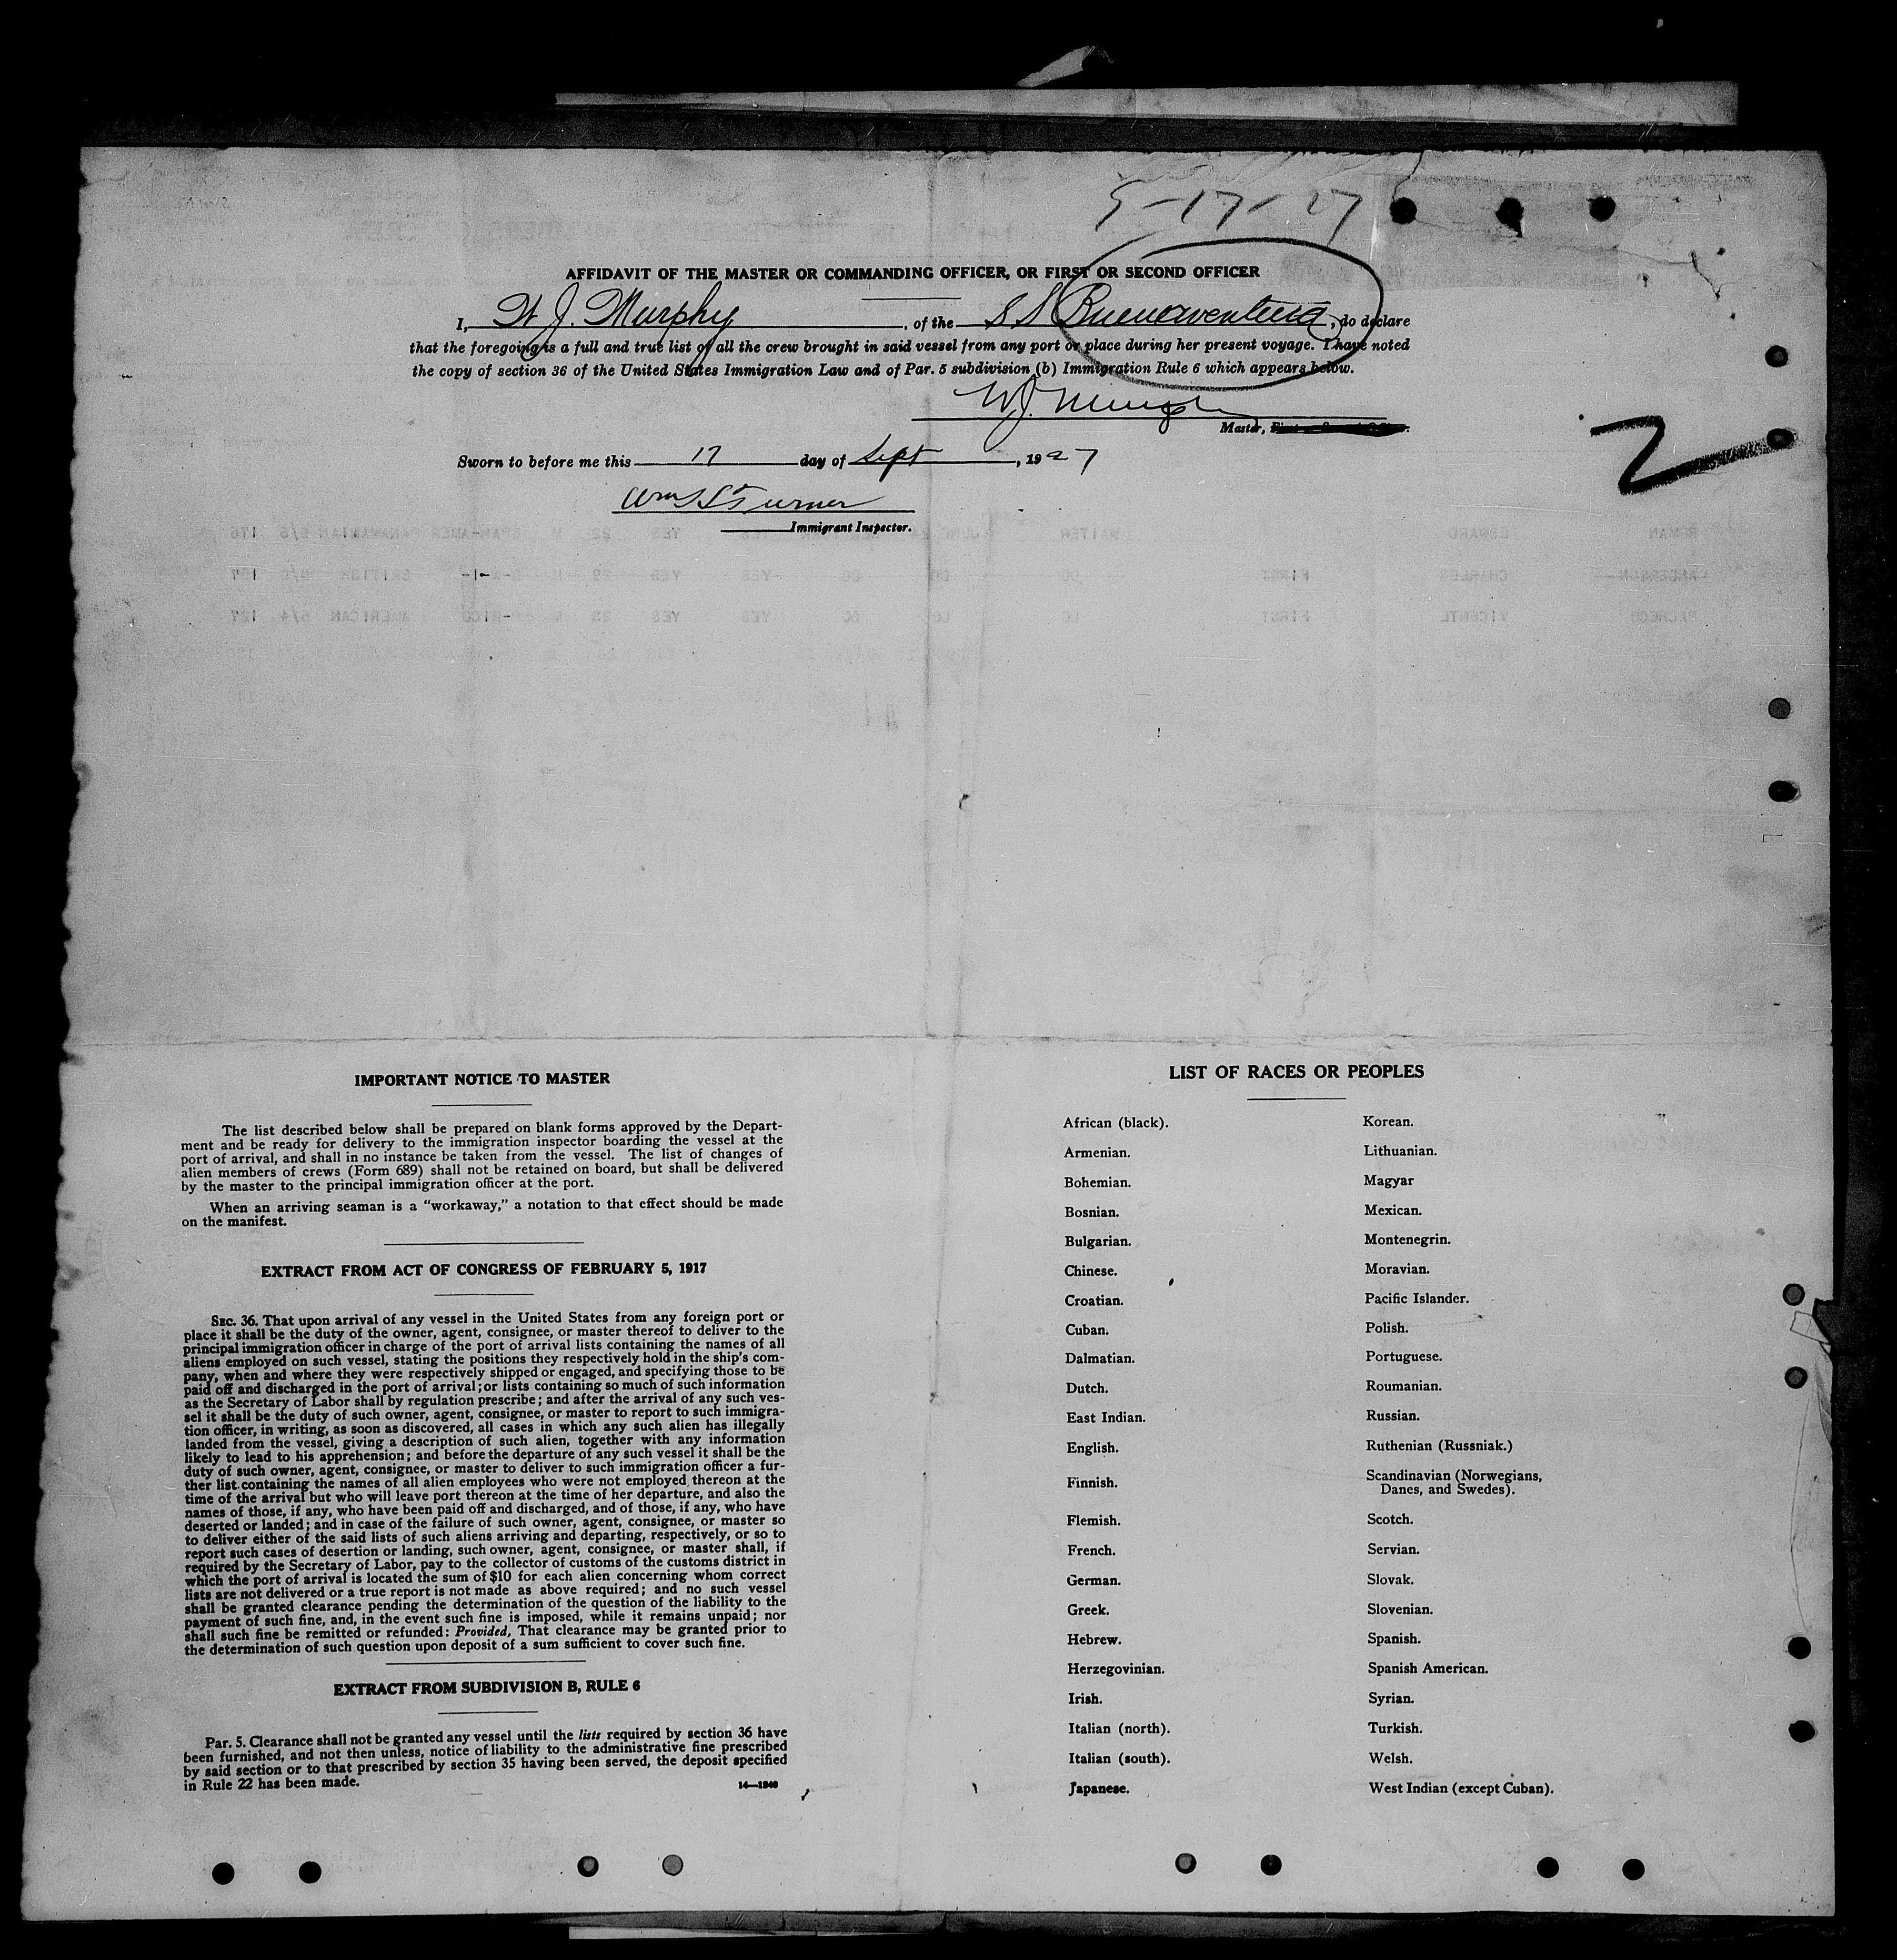 9-17-27
AFFIDAVIT OF THE MASTER OR COMMANDING OFFICER, OR FIRST OR SECOND OFFICER
I, W J. Murphy, of the S S Buenaventura, do declare
that the foregoing is a full and true list of all the crew brought in said vessel from any port or place during her present voyage. I have noted
the copy of section 36 of the United States Immigration Law and of Par. 5 subdivision (b) Immigration Rule 6 which appears below.
W J. Murphy
Master,
2
Sworn to before me this 17 day of Sept, 1927
Wm S Turner
Immigrant Inspector.
IMPORTANT NOTICE TO MASTER
The list described below shall be prepared on blank forms approved by the Depart-
ment and be ready for delivery to the immigration inspector boarding the vessel at the
port of arrival, and shall in no instance be taken from the vessel. The list of changes of
alien members of crews (Form 689) shall not be retained on board, but shall be delivered
by the master to the principal immigration officer at the port.
When an arriving seaman is a “workaway,” a notation to that effect should be made
on the manifest.
EXTRACT FROM ACT OF CONGRESS OF FEBRUARY 5, 1917
SEC. 36. That upon arrival of any vessel in the United States from any foreign port or
place it shall be the duty of the owner, agent, consignee, or master thereof to deliver to the
principal immigration officer in charge of the port of arrival lists containing the names of all
aliens employed on such vessel, stating the positions they respectively hold in the ship's com-
pany, when and where they were respectively shipped or engaged, and specifying those to be
paid off and discharged in the port of arrival; or lists containing so much of such information
as the Secretary of Labor shall by regulation prescribe; and after the arrival of any such ves-
sel it shall be the duty of such owner, agent, consignee, or master to report to such immigra-
tion officer, in writing, as soon as discovered, all cases in which any such alien has illegally
landed from the vessel, giving a description of such alien, together with any information
likely to lead to his apprehension; and before the departure of any such vessel it shall be the
duty of such owner, agent, consignee, or master to deliver to such immigration officer a fur-
ther list containing the names of all alien employees who were not employed thereon at the
time of the arrival but who will leave port thereon at the time of her departure, and also the
names of those, if any, who have been paid off and discharged, and of those, if any, who have
deserted or landed; and in case of the failure of such owner, agent, consignee, or master so
to deliver either of the said lists of such aliens arriving and departing, respectively, or so to
report such cases of desertion or landing, such owner, agent, consignee, or master shall, if
required by the Secretary of Labor, pay to the collector of customs of the customs district in
which the port of arrival is located the sum of $10 for each alien concerning whom correct
lists are not delivered or a true report is not made as above required; and no such vessel
shall be granted clearance pending the determination of the question of the liability to the
payment of such fine, and, in the event such fine is imposed, while it remains unpaid; nor
shall such fine be remitted or refunded: Provided, That clearance may be granted prior to
the determination of such question upon deposit of a sum sufficient to cover such fine.
EXTRACT FROM SUBDIVISION B, RULE 6
Par. 5. Clearance shall not be granted any vessel until the lists required by section 36 have
been furnished, and not then unless, notice of liability to the administrative fine prescribed
by said section or to that prescribed by section 35 having been served, the deposit specified
in Rule 22 has been made.
14—1240
LIST OF RACES OR PEOPLES
African (black).
Armenian.
Bohemian.
Bosnian.
Bulgarian.
Chinese.
Croatian.
Cuban.
Dalmatian.
Dutch.
East Indian.
English.
Finnish.
Flemish.
French.
German.
Greek.
Hebrew.
Herzegovinian.
Irish.
Italian (north).
Italian (south).
Japanese.
Korean.
Lithuanian.
Magyar
Mexican.
Montenegrin.
Moravian.
Pacific Islander.
Polish.
Portuguese.
Roumanian.
Russian.
Ruthenian (Russniak.)
Scandinavian (Norwegians,
Danes, and Swedes).
Scotch.
Servian.
Slovak.
Slovenian.
Spanish.
Spanish American.
Syrian.
Turkish.
Welsh.
West Indian (except Cuban).